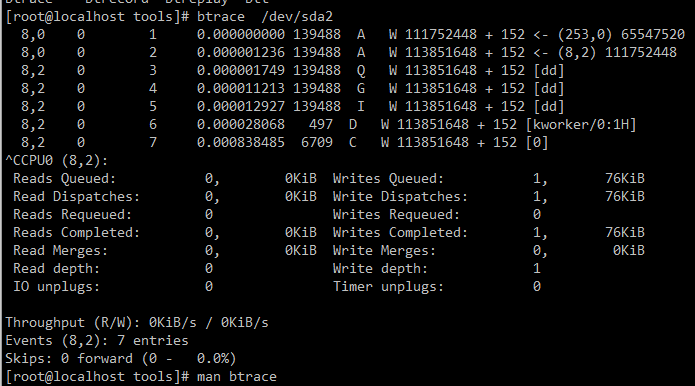 [root@localhost tools]# btrace  /dev/sda2
8,0    0        1     0.000000000 139488  A   W 111752448 + 152 <- (253,0) 65547520
8,2    0        2     0.000001236 139488  A   W 113851648 + 152 <- (8,2) 111752448
8,2    0        3     0.000001749 139488  Q   W 113851648 + 152 [dd]
8,2    0        4     0.000011213 139488  G   W 113851648 + 152 [dd]
8,2    0        5     0.000012927 139488  I   W 113851648 + 152 [dd]
8,2    0        6     0.000028068   497  D   W 113851648 + 152 [kworker/0:1H]
8,2    0        7     0.000838485  6709  C   W 113851648 + 152 [0]
^CCPU0 (8,2):
Reads Queued:           0,        0KiB  Writes Queued:           1,       76KiB
Read Dispatches:        0,        0KiB  Write Dispatches:        1,       76KiB
Reads Requeued:         0               Writes Requeued:         0
Reads Completed:        0,        0KiB  Writes Completed:        1,       76KiB
Read Merges:            0,        0KiB  Write Merges:            0,        0KiB
Read depth:             0               Write depth:             1
IO unplugs:             0               Timer unplugs:           0
Throughput (R/W): 0KiB/s / 0KiB/s
Events (8,2): 7 entries
Skips: 0 forward (0 -   0.0%)
[root@localhost tools]# man btrace